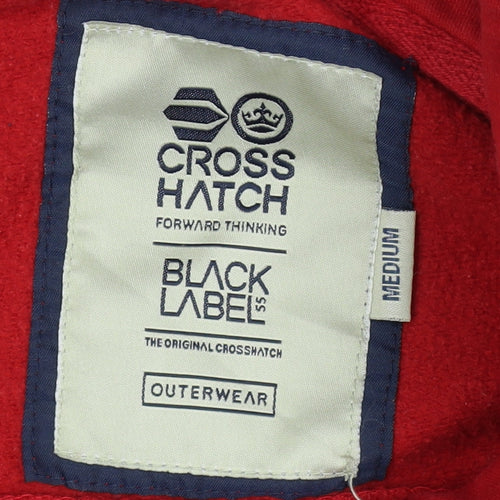 CROSS
HATCH
FORWARD THINKING
BLACK
LABEL 55
THE ORIGINAL CROSSHATCH
OUTERWEAR
MEDIUM